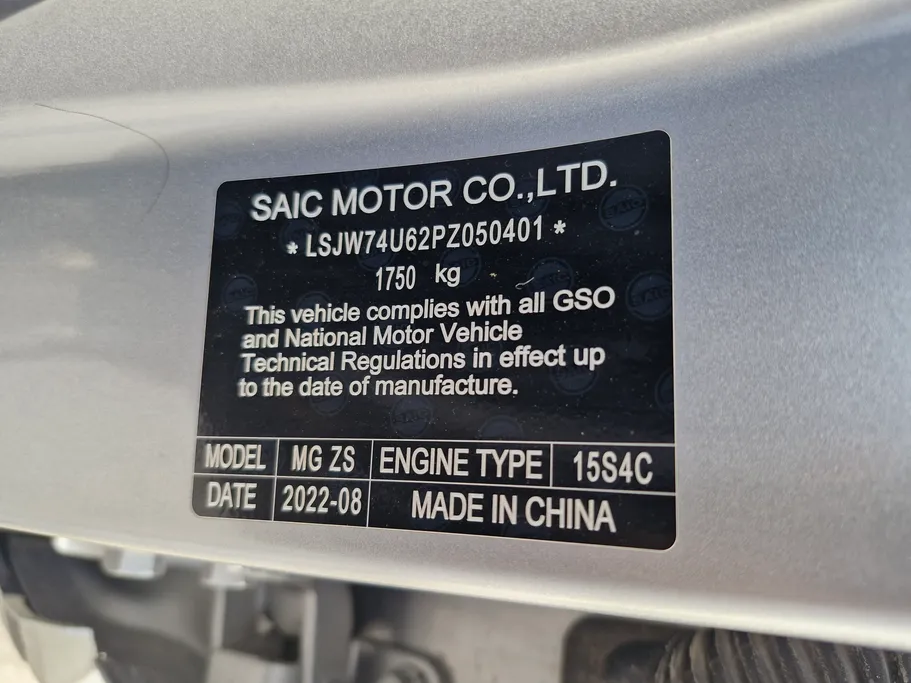 SAIC MOTOR CO.,LTD.
* LSJW74U62PZ050401 *
1750 kg
This vehicle complies with all GSO
and National Motor Vehicle
Technical Regulations in effect up
to the date of manufacture.
MODEL MG ZS ENGINE TYPE 15S4C
DATE 2022-08 MADE IN CHINA